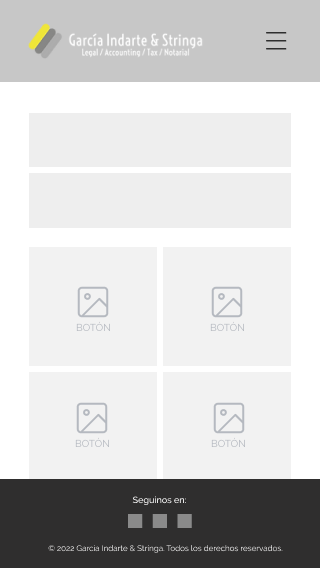 García Indarte & Stringa
Legal / Accounting / Tax / Notarial
BOTÓN
BOTÓN
BOTÓN
BOTÓN
Seguinos en:
© 2022 García Indarte & Stringa. Todos los derechos reservados.